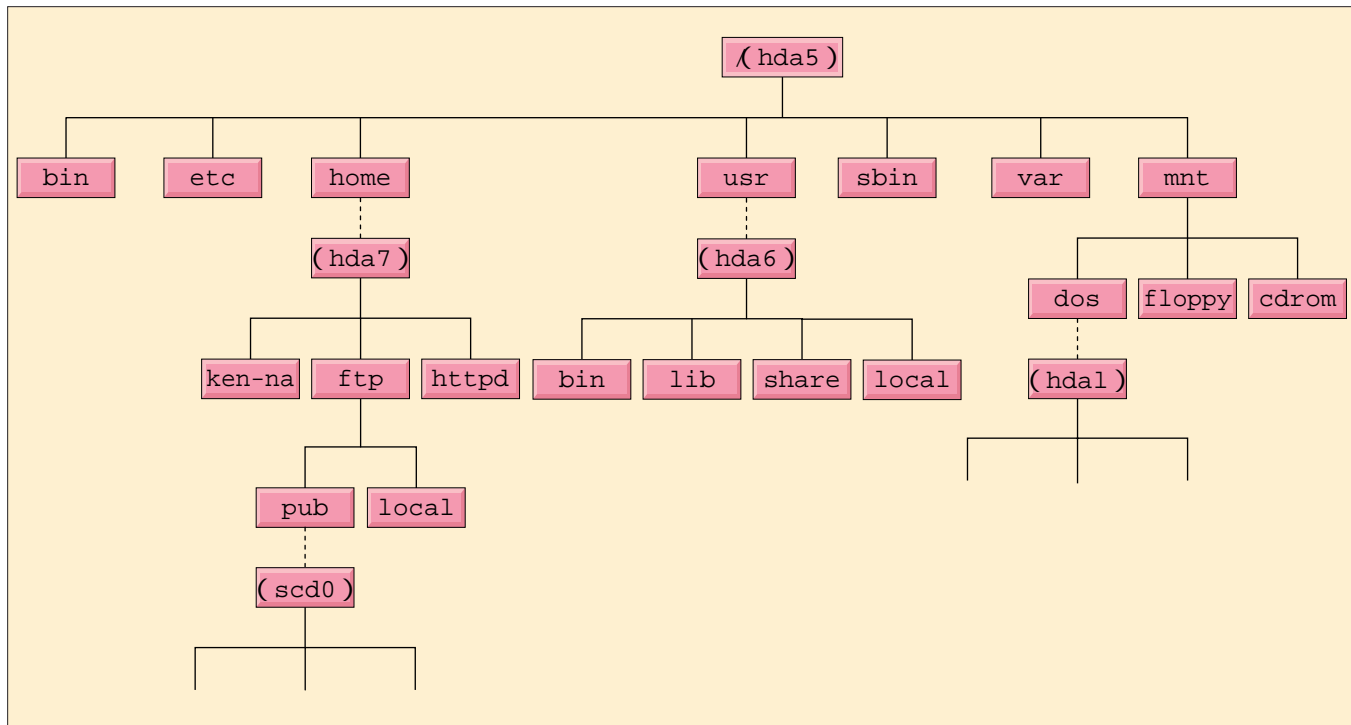 /(hda5)
bin etc home usr sbin var mnt
(hda7) (hda6)
dos floppy cdrom
ken-na ftp httpd bin lib share local (hdal)
pub local
(scd0)